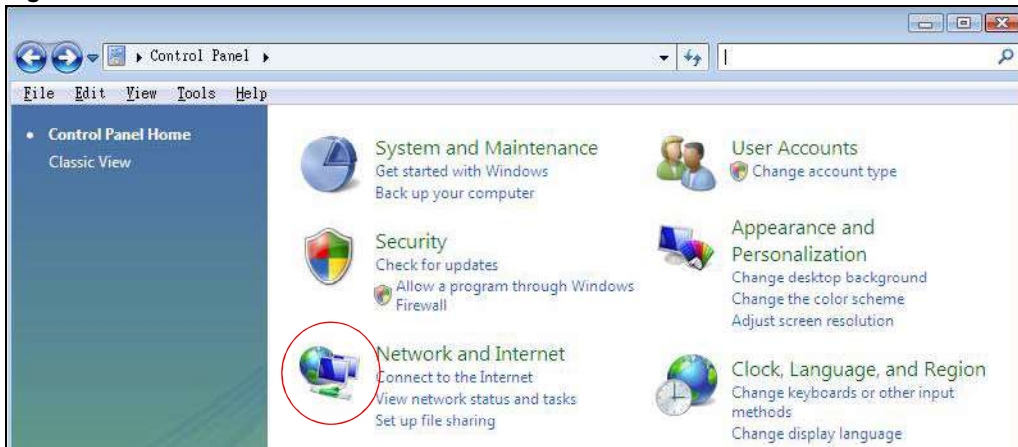 Control Panel
File Edit View Tools Help
Control Panel Home
Classic View
System and Maintenance
Get started with Windows
Back up your computer
Security
Check for updates
Allow a program through Windows
Firewall
Network and Internet
Connect to the Internet
View network status and tasks
Set up file sharing
User Accounts
Change account type
Appearance and
Personalization
Change desktop background
Change the color scheme
Adjust screen resolution
Clock, Language, and Region
Change keyboards or other input
methods
Change display language